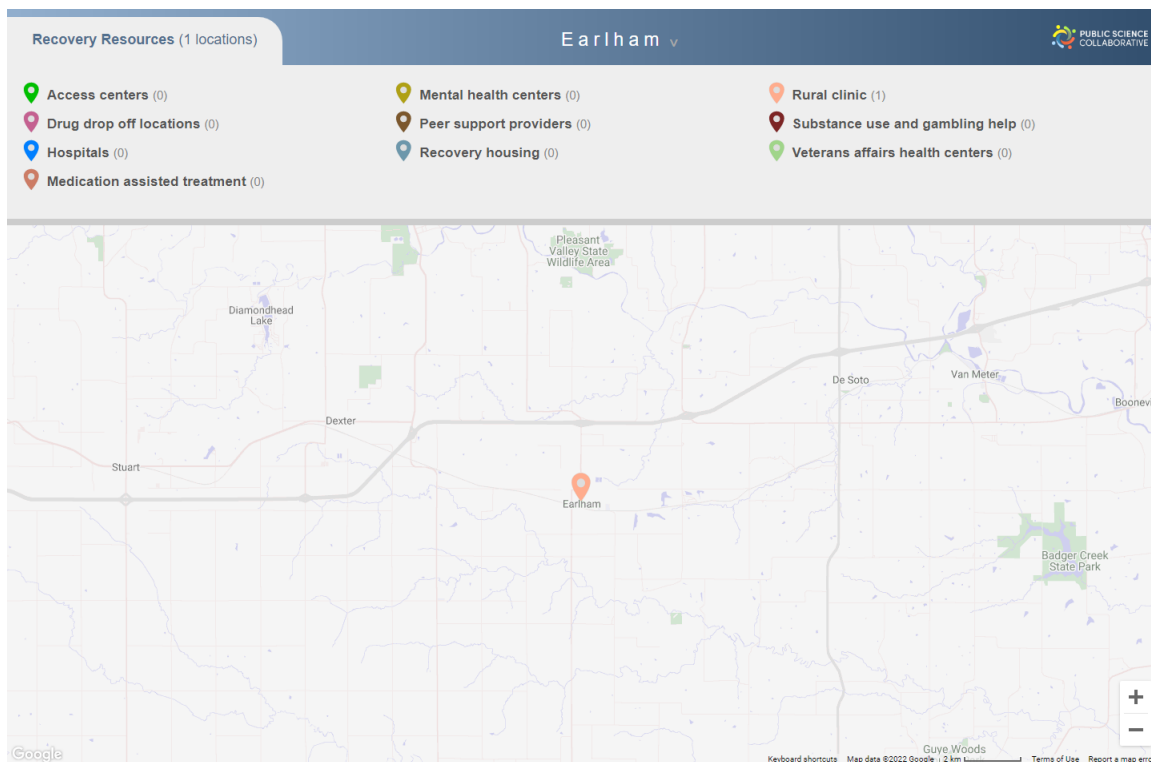 Recovery Resources (1 locations)
Earlham v
PUBLIC SCIENCE
COLLABORATIVE
Access centers (0)
Mental health centers (0)
Rural clinic (1)
Drug drop off locations (0)
Peer support providers (0)
Substance use and gambling help (0)
Hospitals (0)
Recovery housing (0)
Veterans affairs health centers (0)
Medication assisted treatment (0)
Pleasant
Valley State
Wildlife Area
Diamondhead
Lake
De Soto
Van Meter
Boonevi
Dexter
Stuart
Earlham
Badger Creek
State Park
Guye Woods
+
−
Google
Keyboard shortcuts
Map data ©2022 Google
2 km
Terms of Use
Report a map erro